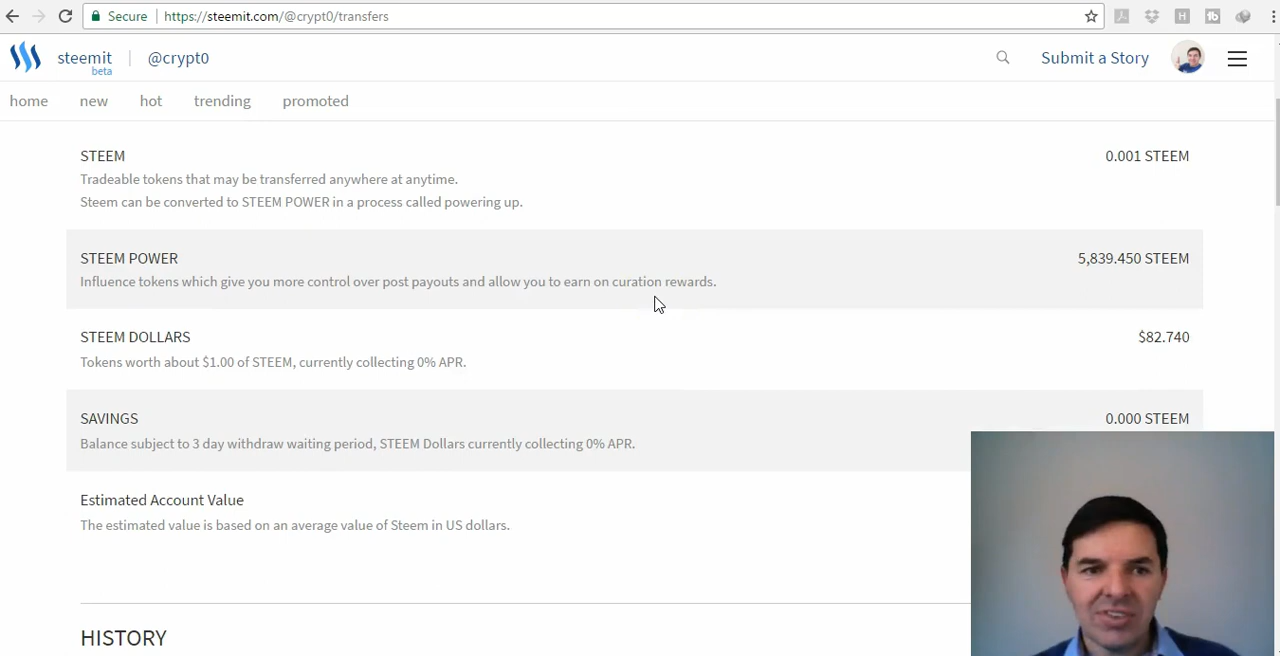 Secure https://steemit.com/@crypt0/transfers
steemit beta @crypt0 Submit a Story
home new hot trending promoted
STEEM 0.001 STEEM
Tradeable tokens that may be transferred anywhere at anytime.
Steem can be converted to STEEM POWER in a process called powering up.
STEEM POWER 5,839.450 STEEM
Influence tokens which give you more control over post payouts and allow you to earn on curation rewards.
STEEM DOLLARS $82.740
Tokens worth about $1.00 of STEEM, currently collecting 0% APR.
SAVINGS 0.000 STEEM
Balance subject to 3 day withdraw waiting period, STEEM Dollars currently collecting 0% APR.
Estimated Account Value
The estimated value is based on an average value of Steem in US dollars.
HISTORY